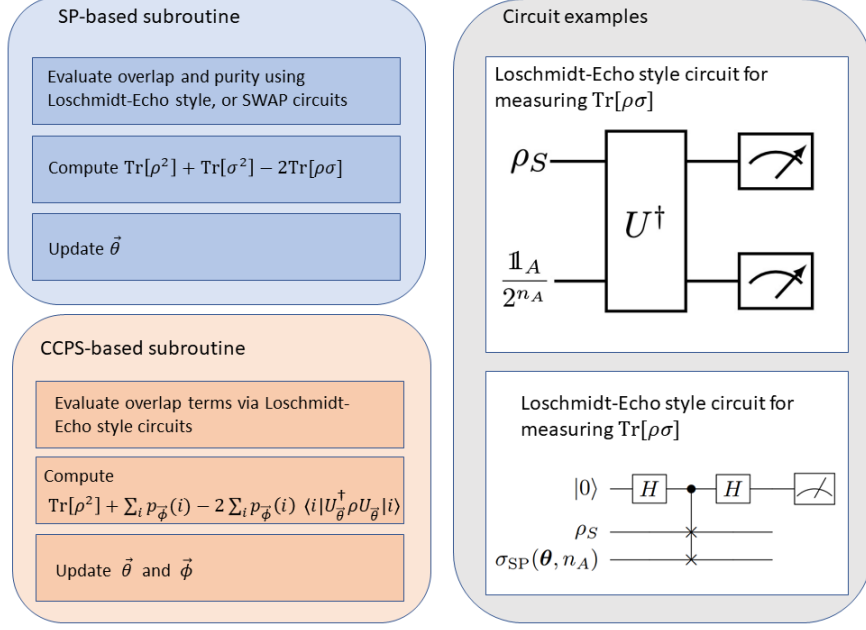 SP-based subroutine
Evaluate overlap and purity using
Loschmidt-Echo style, or SWAP circuits
Compute Tr[ρ²] + Tr[σ²] − 2Tr[ρσ]
Update θ⃗
CCPS-based subroutine
Evaluate overlap terms via Loschmidt-
Echo style circuits
Compute
Tr[ρ²] + ∑ᵢ p_ϕ⃗(i) − 2 ∑ᵢ p_ϕ⃗(i) ⟨i|U†_θ⃗ ρU_θ⃗|i⟩
Update θ⃗ and ϕ⃗
Circuit examples
Loschmidt-Echo style circuit for
measuring Tr[ρσ]
ρ_S
U†
𝟙_A
2^{n_A}
Loschmidt-Echo style circuit for
measuring Tr[ρσ]
|0⟩ H H
ρ_S
σ_SP(θ, n_A)